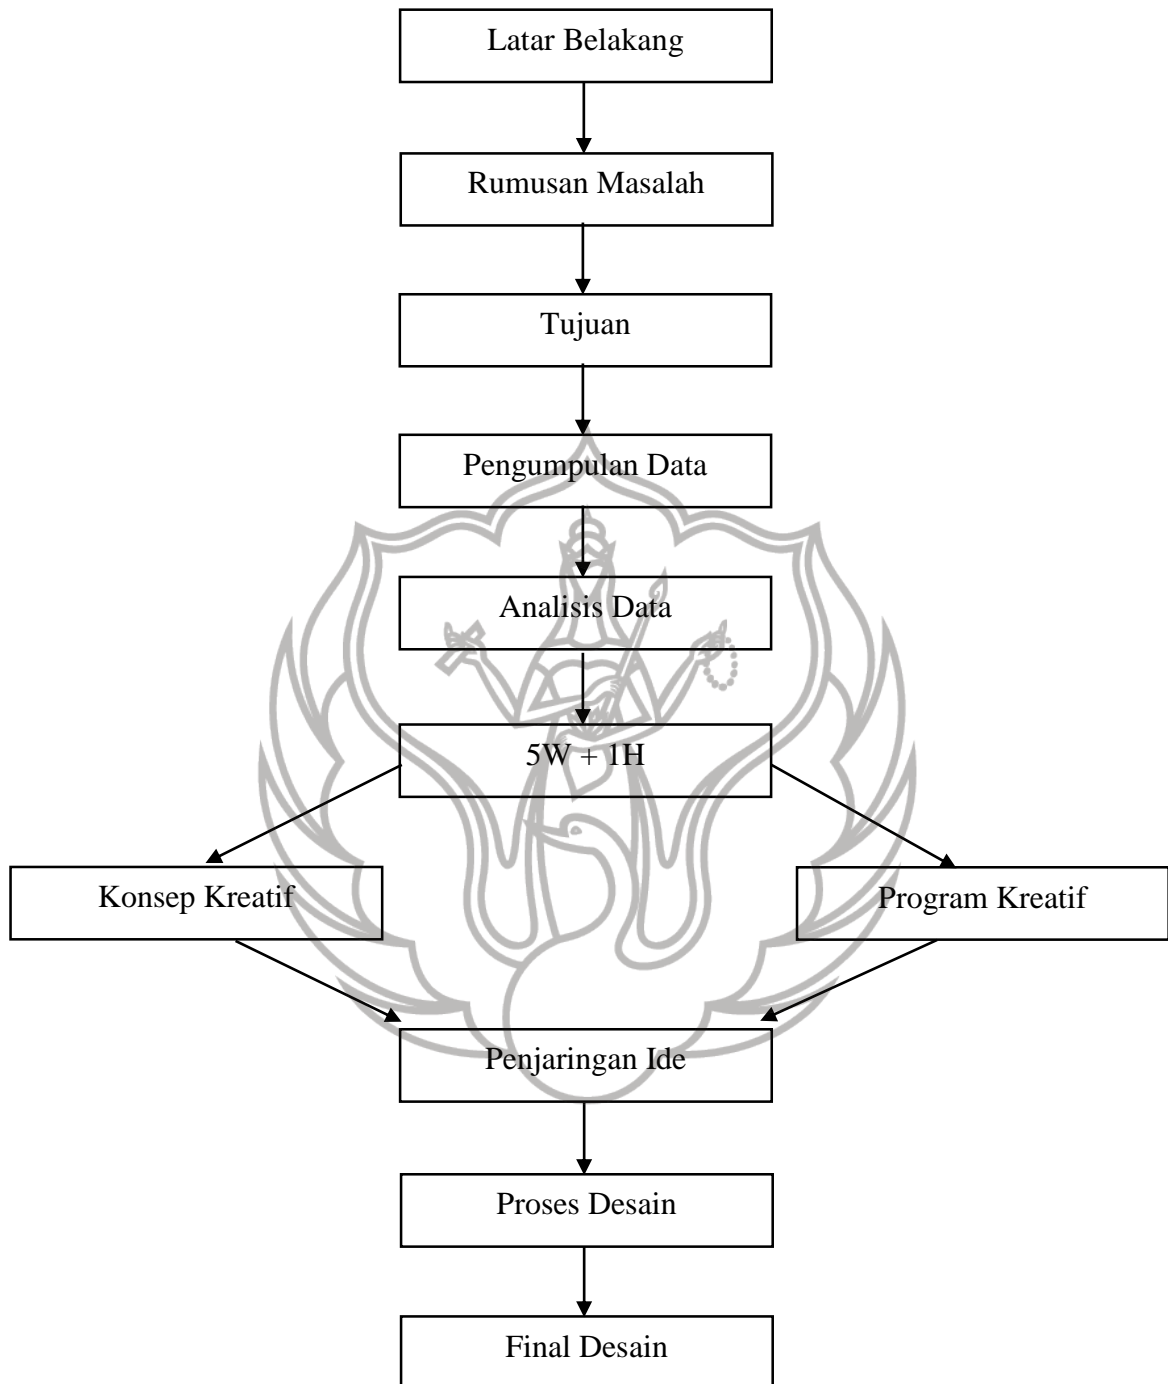 Latar Belakang
Rumusan Masalah
Tujuan
Pengumpulan Data
Analisis Data
5W + 1H
Konsep Kreatif
Program Kreatif
Penjaringan Ide
Proses Desain
Final Desain